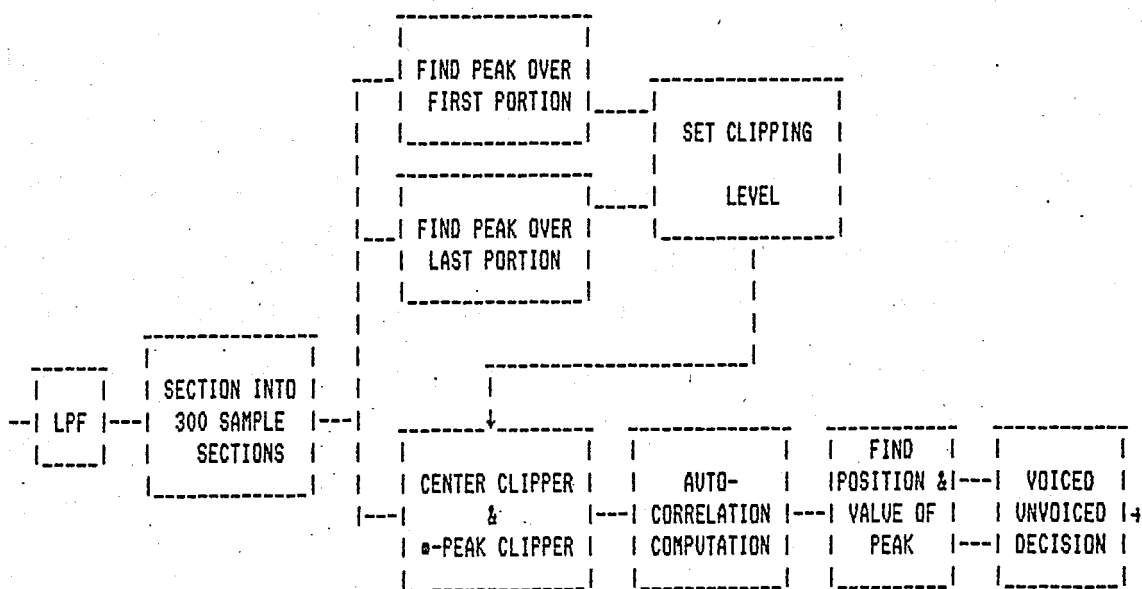 FIND PEAK OVER
FIRST PORTION
SET CLIPPING
LEVEL
FIND PEAK OVER
LAST PORTION
LPF
SECTION INTO
300 SAMPLE
SECTIONS
CENTER CLIPPER
&
-PEAK CLIPPER
AUTO-
CORRELATION
COMPUTATION
FIND
POSITION &
VALUE OF
PEAK
VOICED
UNVOICED
DECISION